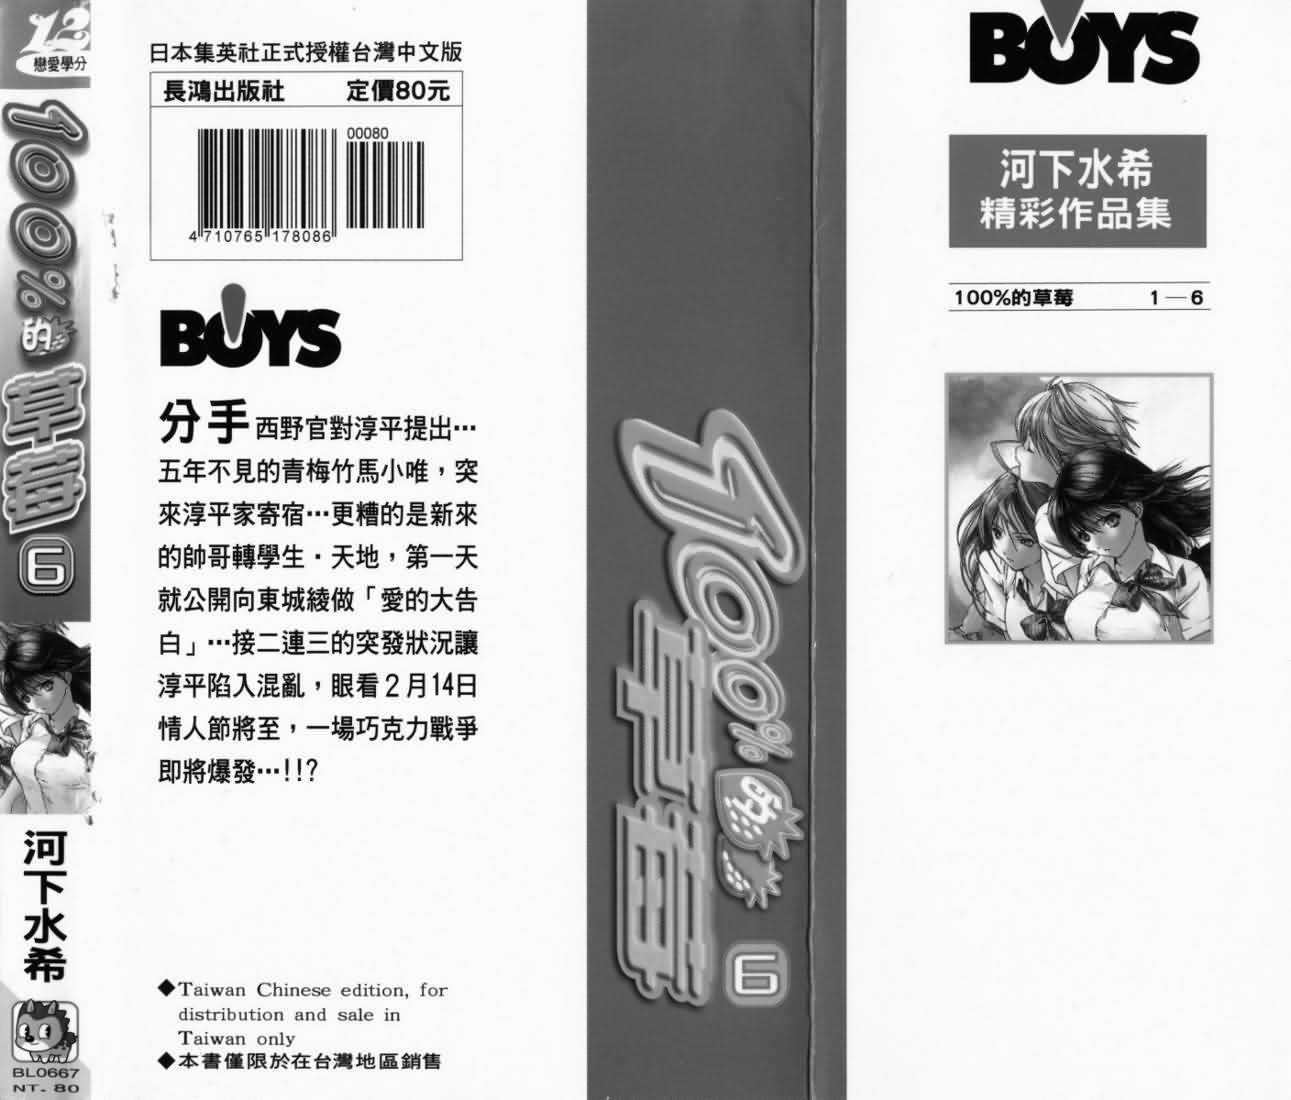 12
戀愛學分
100%的草莓
6
河下水希
BL0667
NT. 80
日本集英社正式授權台灣中文版
長鴻出版社 定價80元
00080
4 710765 178086
BOYS
分手西野官對淳平提出…
五年不見的青梅竹馬小唯，突
來淳平家寄宿…更糟的是新來
的帥哥轉學生・天地，第一天
就公開向東城綾做「愛的大告
白」…接二連三的突發狀況讓
淳平陷入混亂，眼看2月14日
情人節將至，一場巧克力戰爭
即將爆發…!!?
◆Taiwan Chinese edition, for
distribution and sale in
Taiwan only
◆本書僅限於在台灣地區銷售
100%的草莓
6
BOYS
河下水希
精彩作品集
100%的草莓 1—6